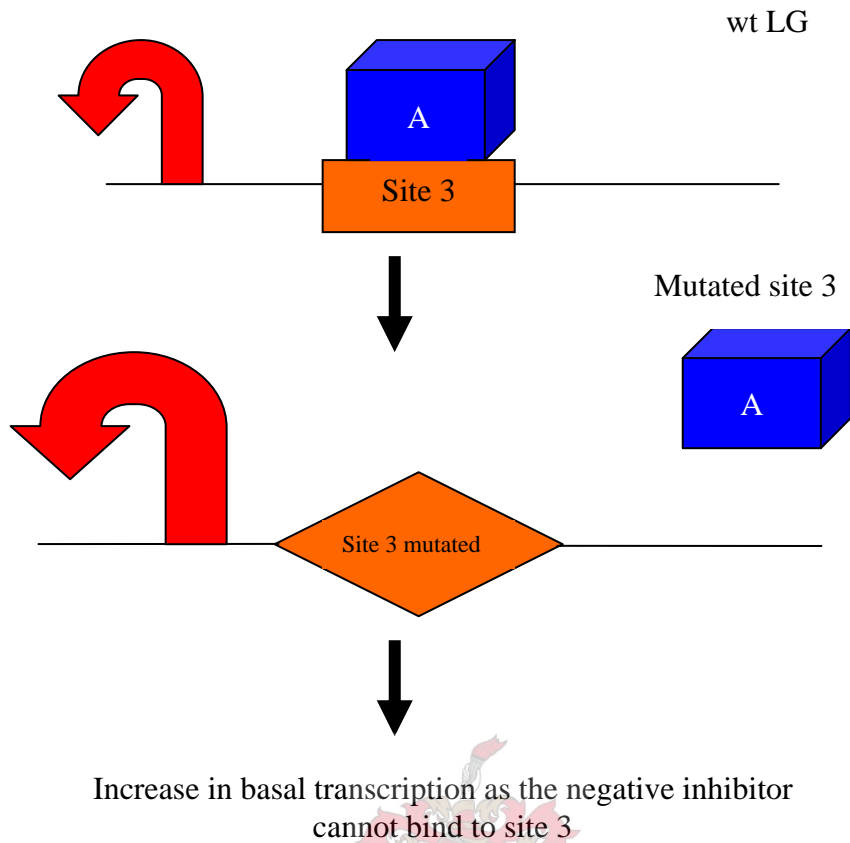 wt LG
A
Site 3
Mutated site 3
A
Site 3 mutated
Increase in basal transcription as the negative inhibitor
cannot bind to site 3